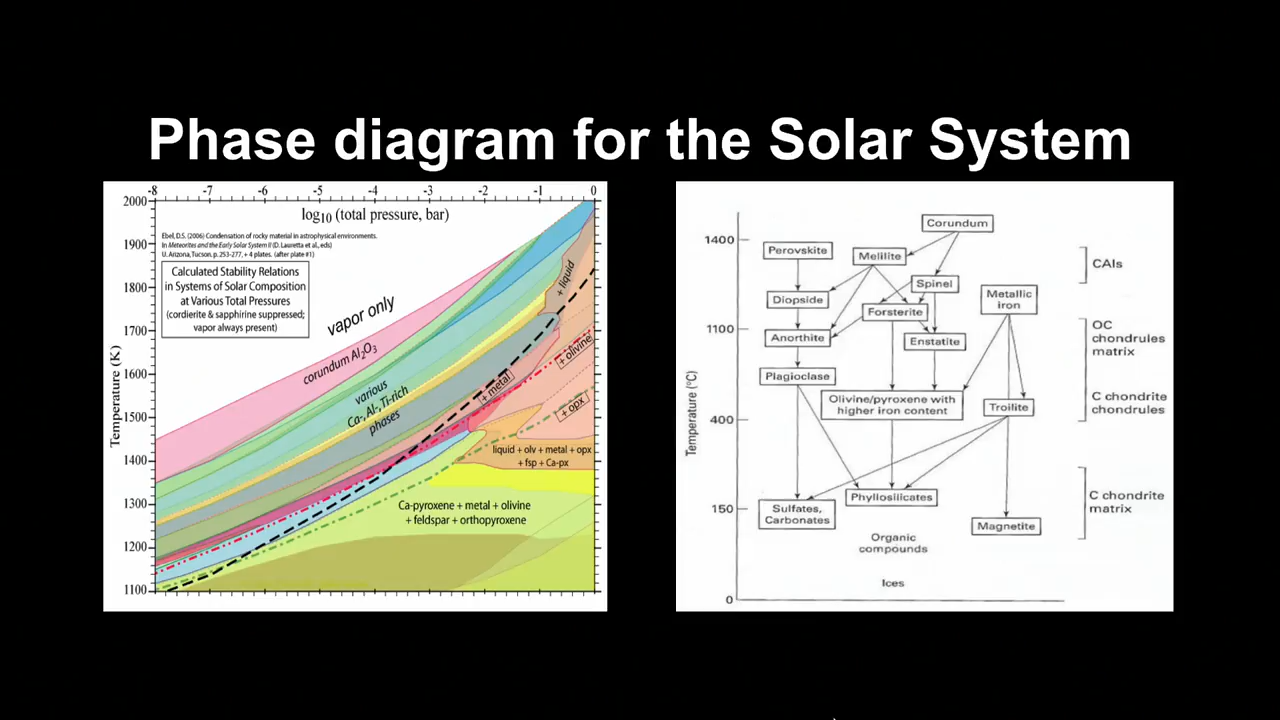 Phase diagram for the Solar System
-8 -7 -6 -5 -4 -3 -2 -1 0
log10 (total pressure, bar)
2000
1900
1800
1700
1600
1500
1400
1300
1200
1100
Temperature (K)
Ebel, D.S. (2006) Condensation of rocky material in astrophysical environments.
In Meteorites and the Early Solar System II (D. Lauretta et al., eds)
U. Arizona, Tucson. p. 253-277, + 4 plates. (after plate #1)
Calculated Stability Relations
in Systems of Solar Composition
at Various Total Pressures
(cordierite & sapphirine suppressed;
vapor always present)
vapor only
corundum Al2O3
various
Ca-, Al-, Ti-rich
phases
+ liquid
+ olivine
+ metal
+ opx
liquid + olv + metal + opx
+ fsp + Ca-px
Ca-pyroxene + metal + olivine
+ feldspar + orthopyroxene
Temperature (°C)
1400
1100
400
150
0
Corundum
Perovskite
Melilite
Spinel
Diopside
Metallic
iron
Forsterite
Anorthite
Enstatite
Plagioclase
Olivine/pyroxene with
higher iron content
Troilite
Phyllosilicates
Sulfates,
Carbonates
Magnetite
Organic
compounds
Ices
CAIs
OC
chondrules
matrix
C chondrite
chondrules
C chondrite
matrix